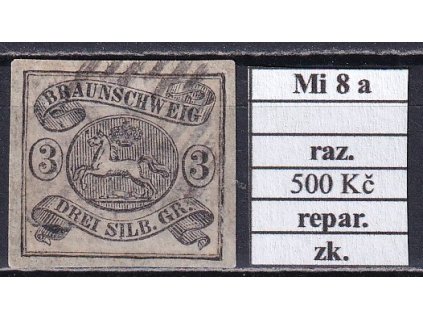 BRAUNSCHWEIG
3 3
DREI SILB. GR.
Mi 8 a
raz.
500 Kč
repar.
zk.